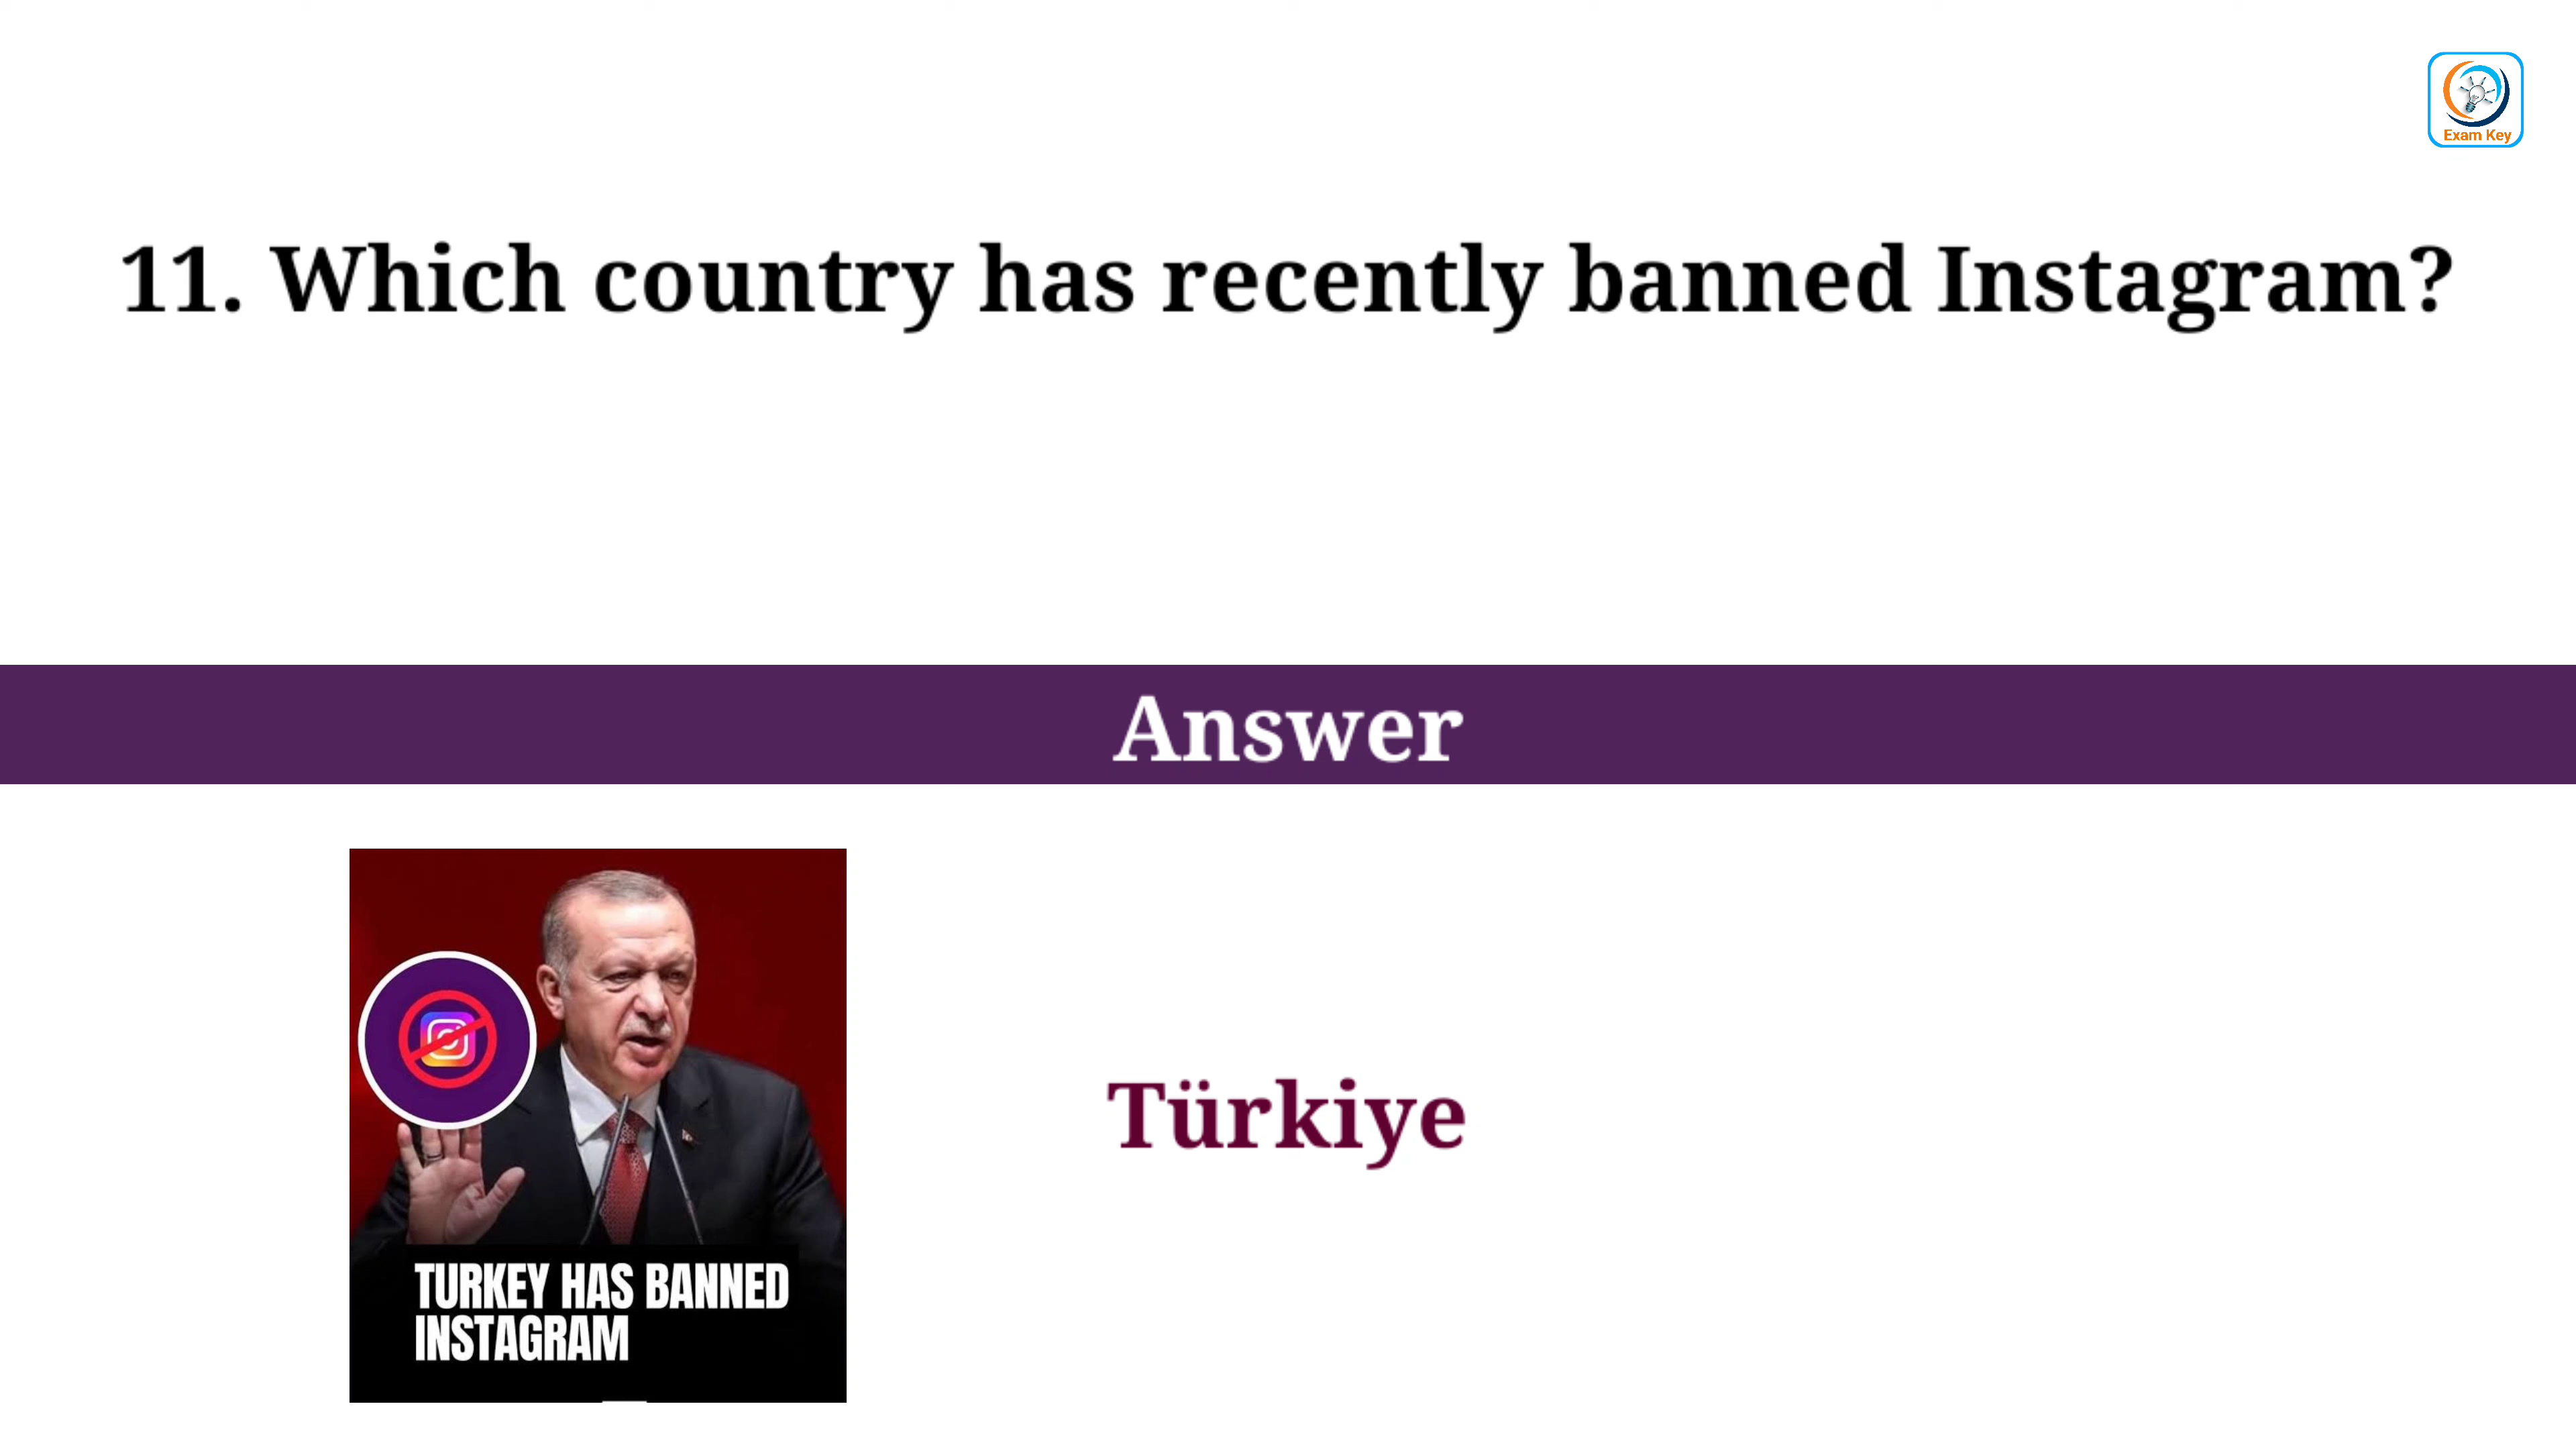 Exam Key
11. Which country has recently banned Instagram?
Answer
Türkiye
TURKEY HAS BANNED
INSTAGRAM